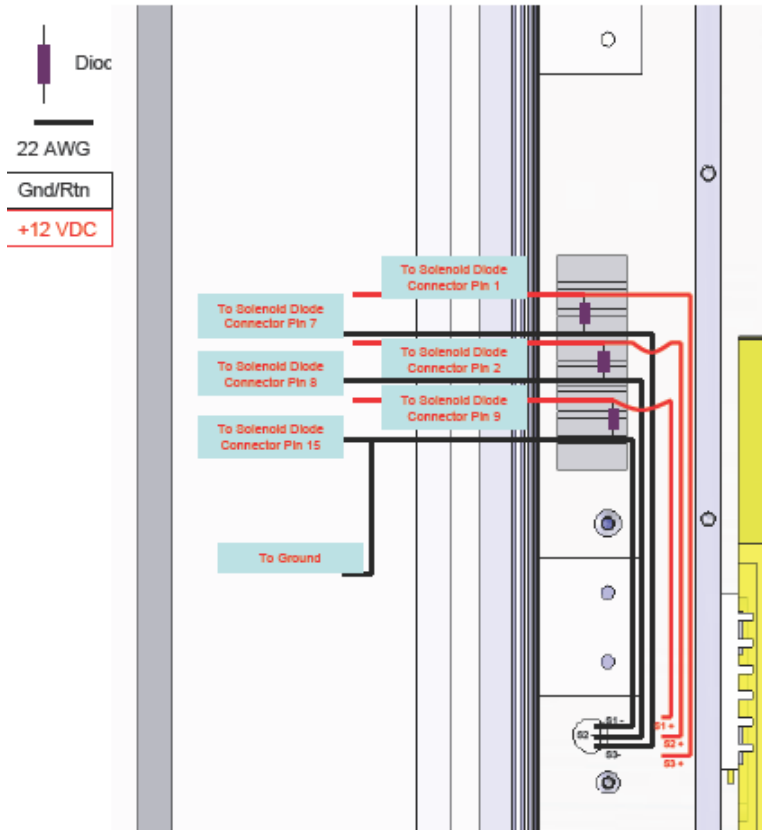 Dioc
22 AWG
Gnd/Rtn
+12 VDC
To Solenoid Diode
Connector Pin 1
To Solenoid Diode
Connector Pin 7
To Solenoid Diode
Connector Pin 2
To Solenoid Diode
Connector Pin 8
To Solenoid Diode
Connector Pin 9
To Solenoid Diode
Connector Pin 15
To Ground
S1 -
S1 +
S2 -
S2 +
S3-
S3 +